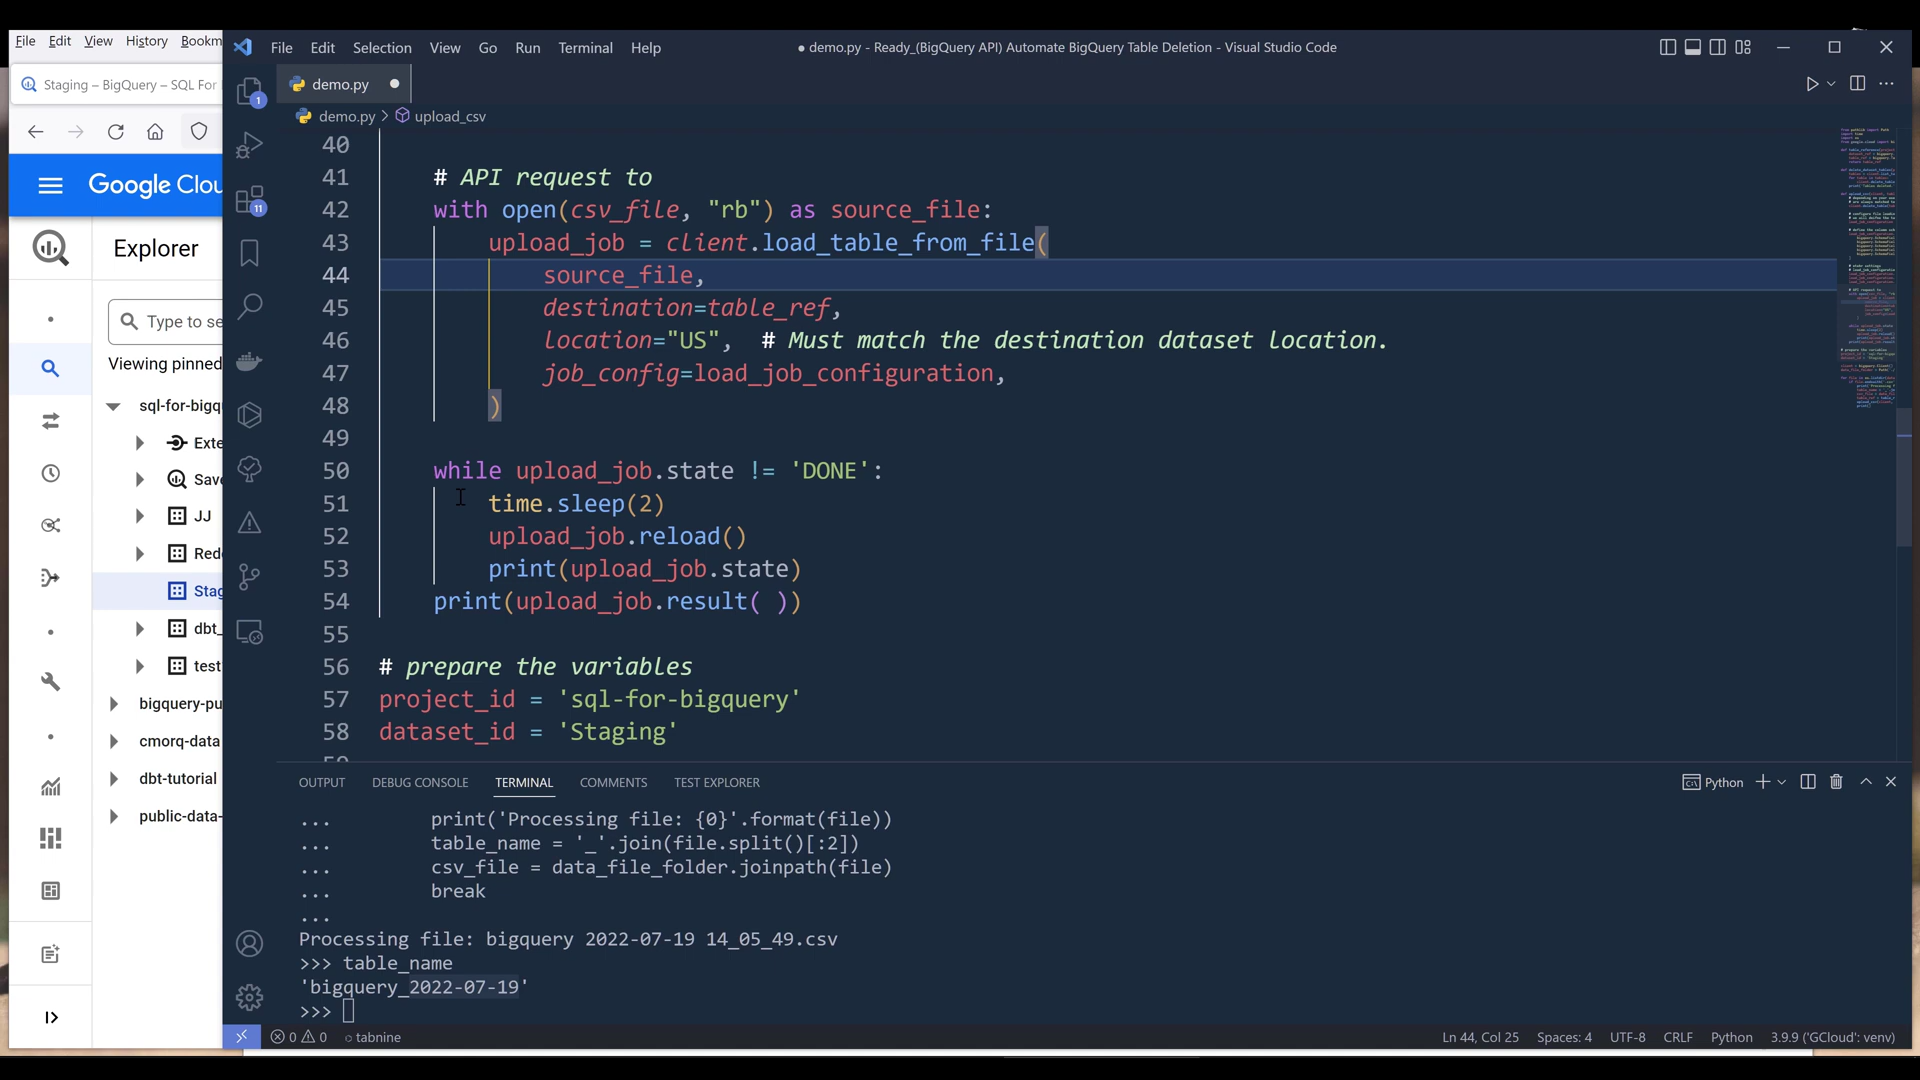 File Edit View History Bookm
Staging – BigQuery – SQL For
Google Clou
Explorer
Type to se
Viewing pinned
sql-for-bigqu
Exte
Save
JJ
Red
Stag
dbt_
test
bigquery-pu
cmorq-data
dbt-tutorial
public-data-
File Edit Selection View Go Run Terminal Help
● demo.py - Ready_(BigQuery API) Automate BigQuery Table Deletion - Visual Studio Code
demo.py
demo.py > upload_csv
1
11
40
41 # API request to
42 with open(csv_file, "rb") as source_file:
43 upload_job = client.load_table_from_file(
44 source_file,
45 destination=table_ref,
46 location="US", # Must match the destination dataset location.
47 job_config=load_job_configuration,
48 )
49
50 while upload_job.state != 'DONE':
51 time.sleep(2)
52 upload_job.reload()
53 print(upload_job.state)
54 print(upload_job.result( ))
55
56 # prepare the variables
57 project_id = 'sql-for-bigquery'
58 dataset_id = 'Staging'
OUTPUT DEBUG CONSOLE TERMINAL COMMENTS TEST EXPLORER
Python
... print('Processing file: {0}'.format(file))
... table_name = '_'.join(file.split()[:2])
... csv_file = data_file_folder.joinpath(file)
... break
...
Processing file: bigquery 2022-07-19 14_05_49.csv
>>> table_name
'bigquery_2022-07-19'
>>>
0 0 tabnine
Ln 44, Col 25 Spaces: 4 UTF-8 CRLF Python 3.9.9 ('GCloud': venv)